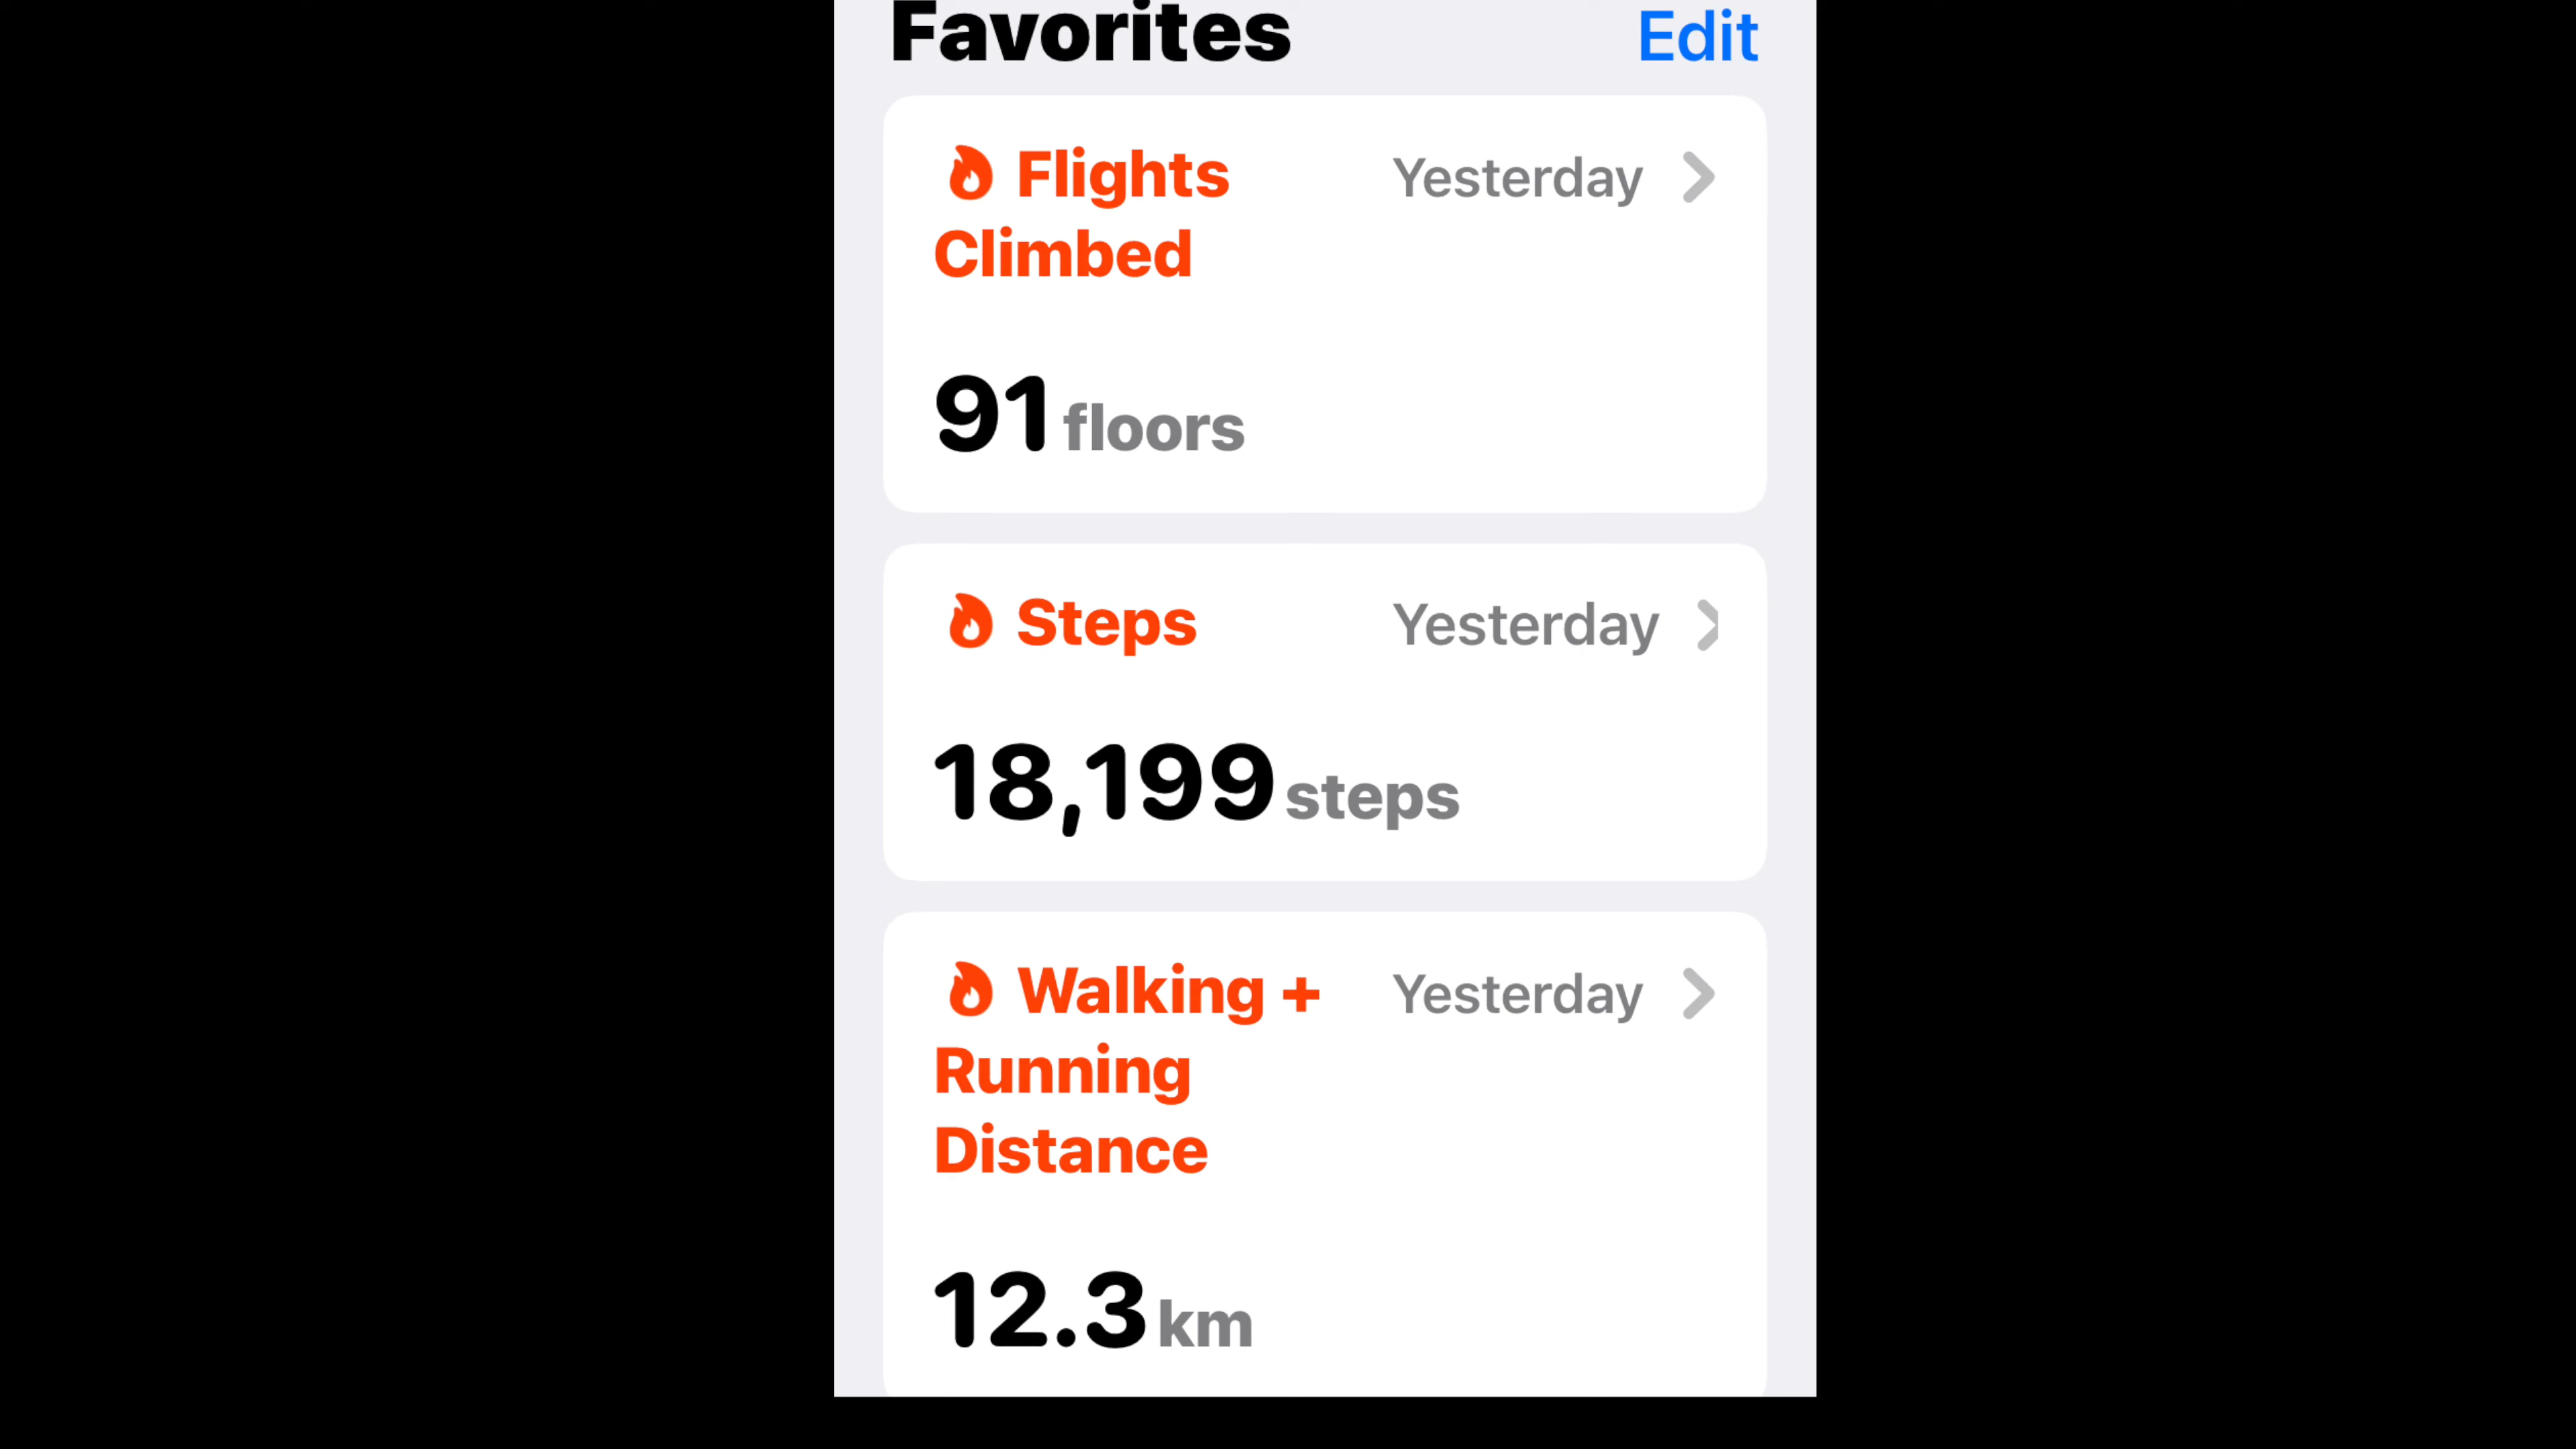 Favorites Edit
Flights Yesterday
Climbed
91 floors
Steps Yesterday
18,199 steps
Walking + Yesterday
Running
Distance
12.3 km